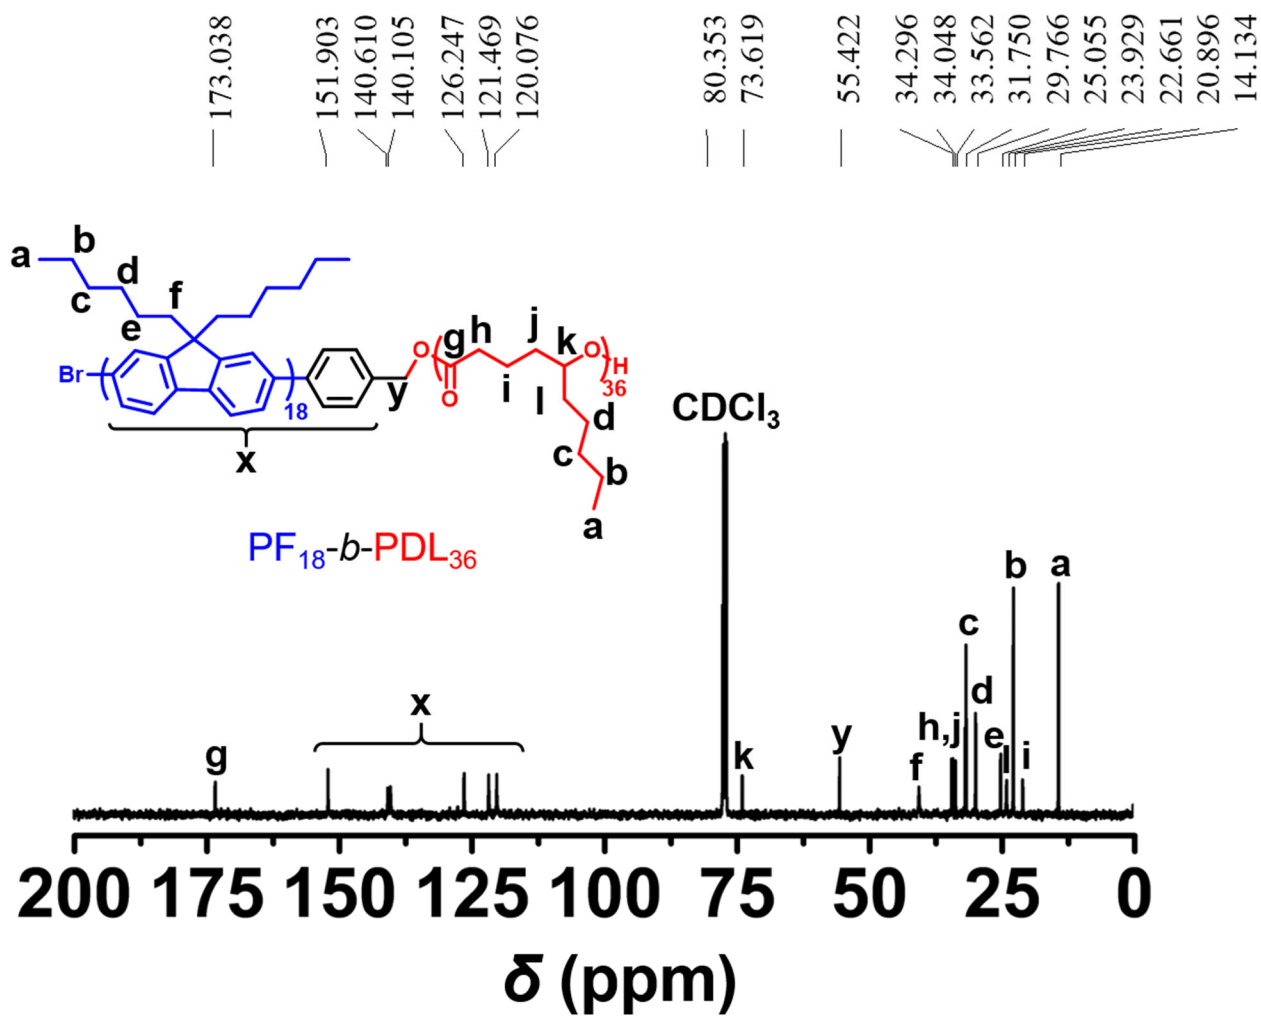 173.038
151.903
140.610
140.105
126.247
121.469
120.076
80.353
73.619
55.422
34.296
34.048
33.562
31.750
29.766
25.055
23.929
22.661
20.896
14.134
a
b
c
d
e
f
Br
18
x
y
O
g
h
i
j
k
l
O
O
H
36
d
c
b
a
PF18-b-PDL36
CDCl3
g
x
k
y
f
h,j
c
d
e
l
b
i
a
200 175 150 125 100 75 50 25 0
δ (ppm)